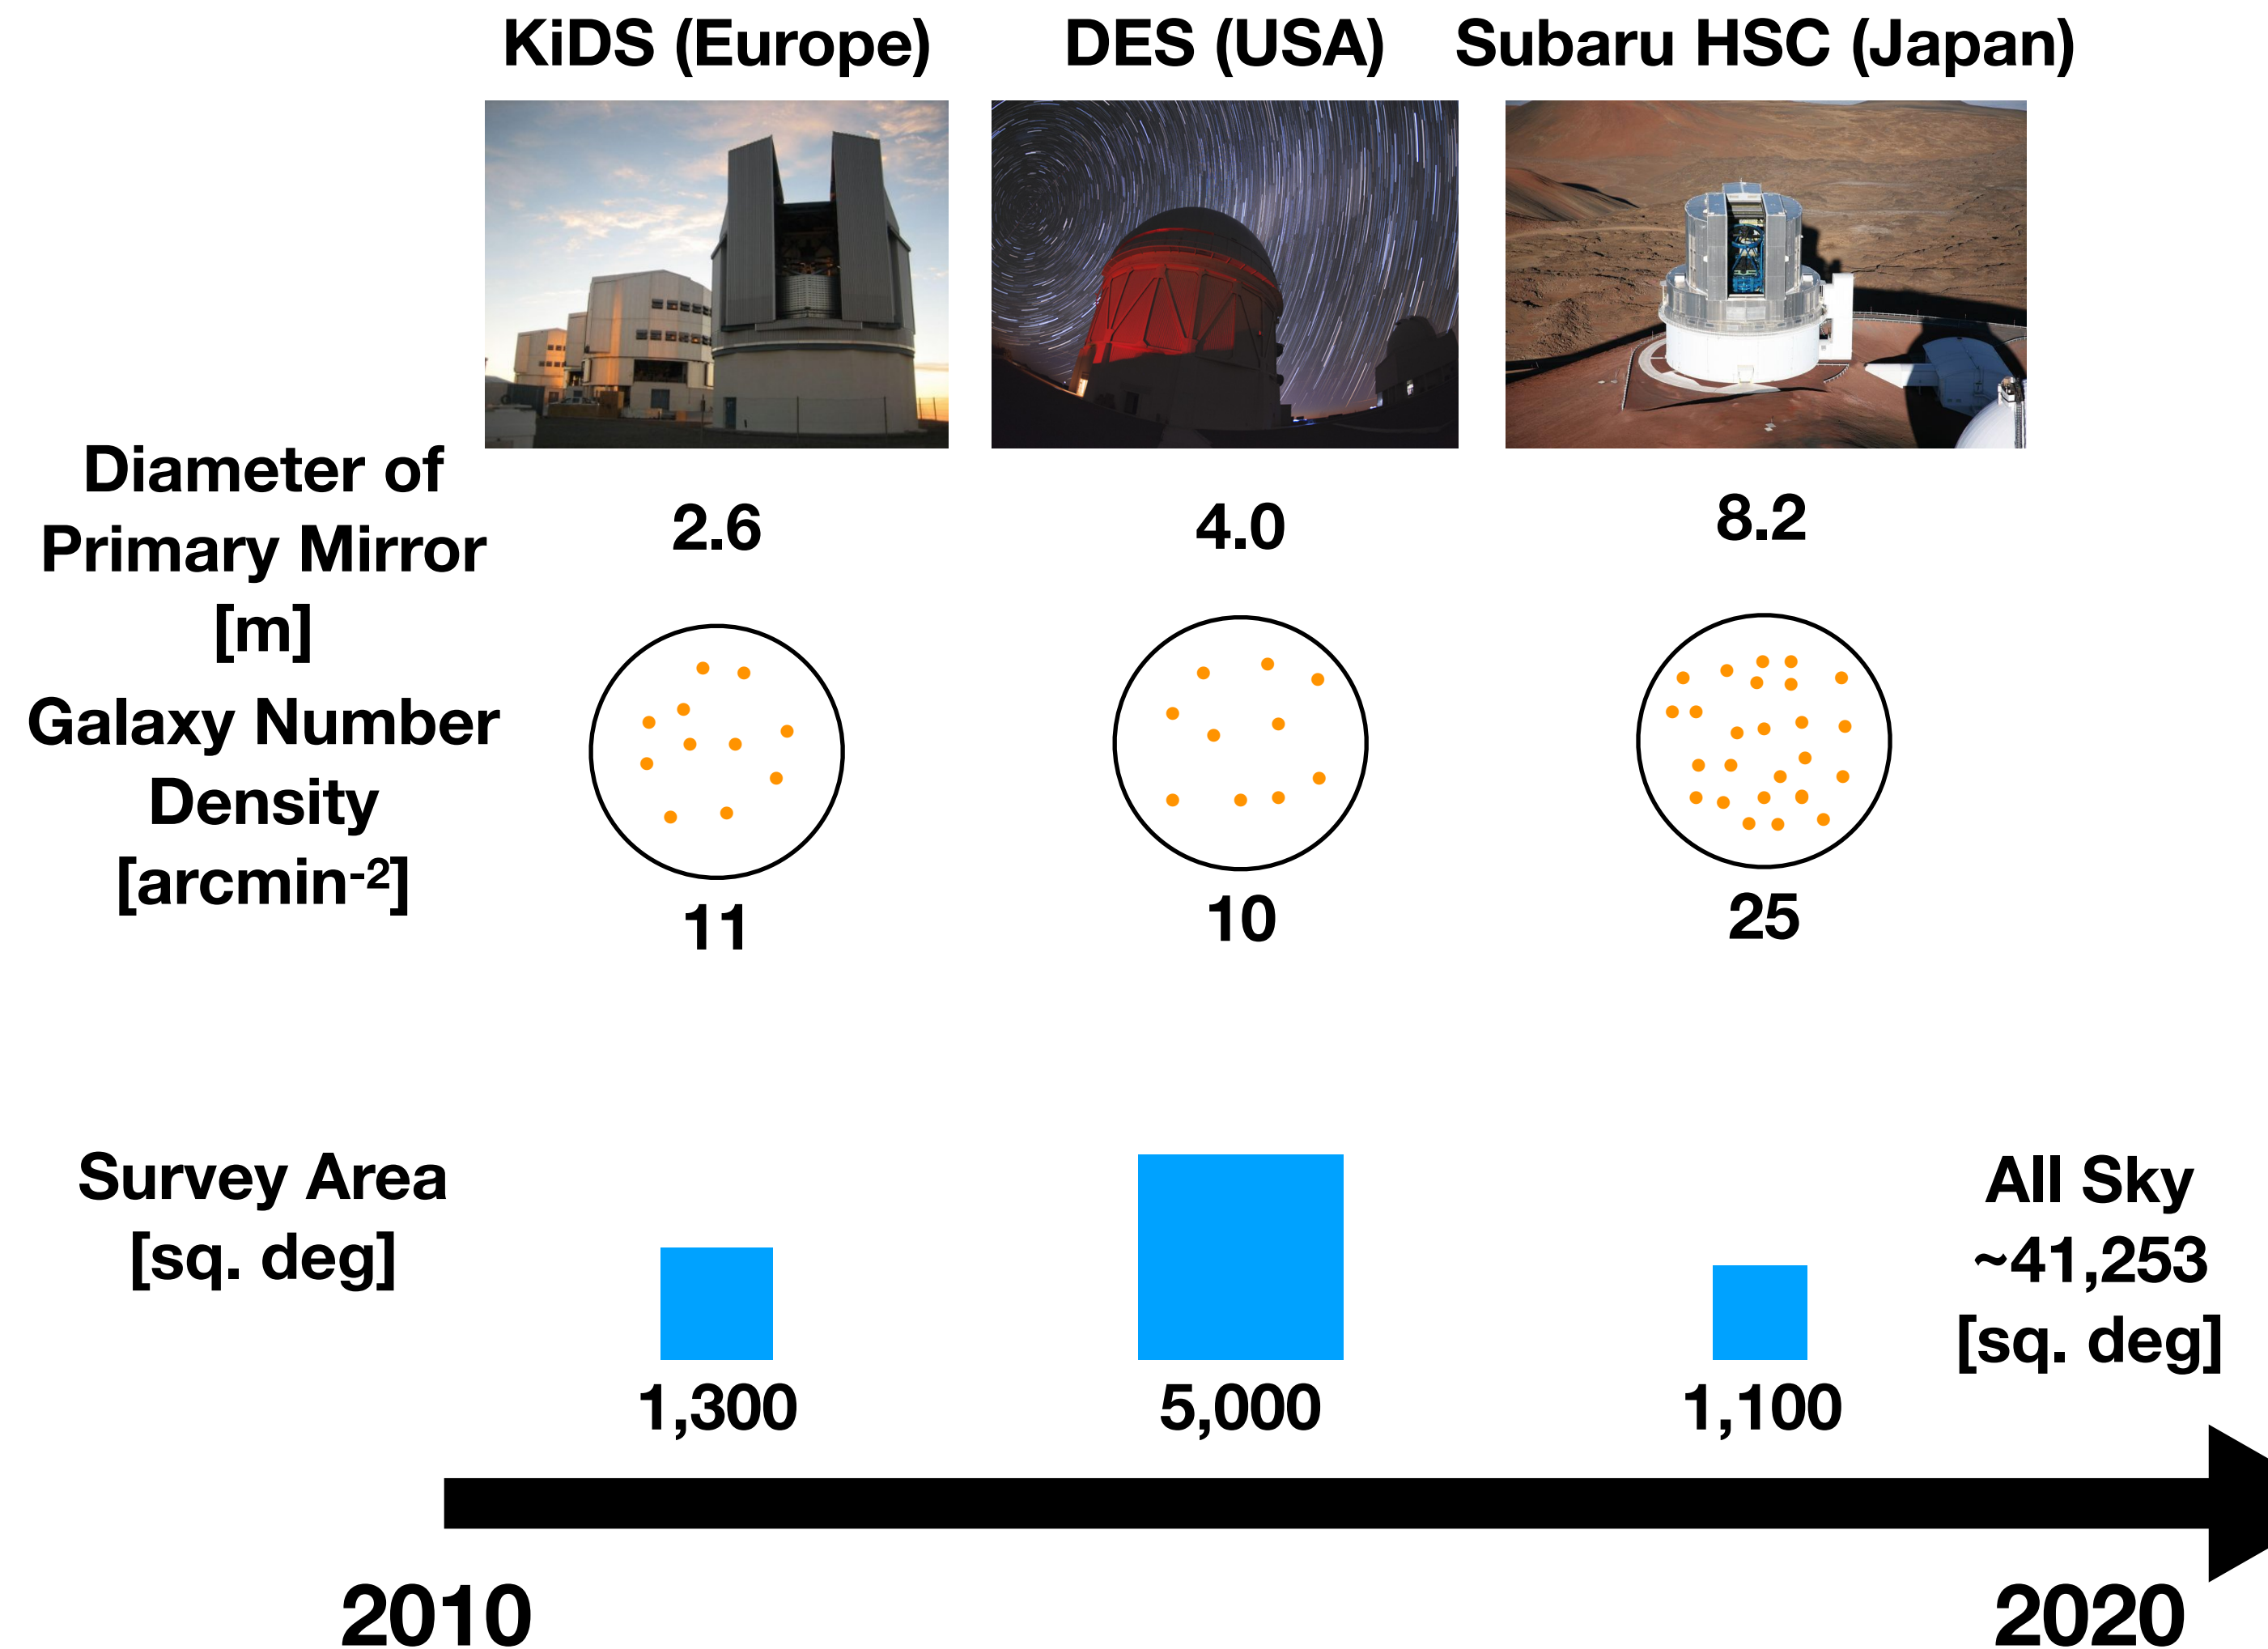 KiDS (Europe) DES (USA) Subaru HSC (Japan)
Diameter of
Primary Mirror
[m]
2.6 4.0 8.2
Galaxy Number
Density
[arcmin-2]
11 10 25
Survey Area
[sq. deg]
1,300 5,000 1,100
All Sky
~41,253
[sq. deg]
2010 2020